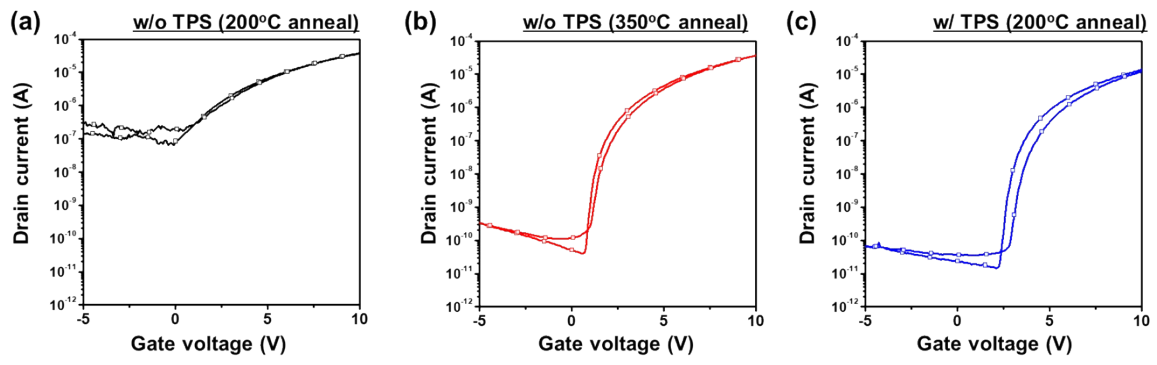 (a) w/o TPS (200°C anneal)
10⁻⁴
10⁻⁵
10⁻⁶
10⁻⁷
10⁻⁸
10⁻⁹
10⁻¹⁰
10⁻¹¹
10⁻¹²
Drain current (A)
-5 0 5 10
Gate voltage (V)
(b) w/o TPS (350°C anneal)
10⁻⁴
10⁻⁵
10⁻⁶
10⁻⁷
10⁻⁸
10⁻⁹
10⁻¹⁰
10⁻¹¹
10⁻¹²
Drain current (A)
-5 0 5 10
Gate voltage (V)
(c) w/ TPS (200°C anneal)
10⁻⁴
10⁻⁵
10⁻⁶
10⁻⁷
10⁻⁸
10⁻⁹
10⁻¹⁰
10⁻¹¹
10⁻¹²
Drain current (A)
-5 0 5 10
Gate voltage (V)